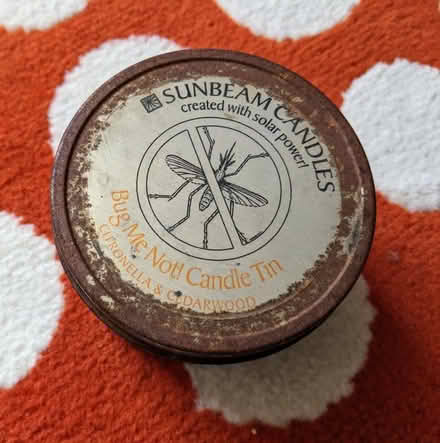 SUNBEAM CANDLES
created with solar power!
Bug Me Not! Candle Tin
CITRONELLA & CEDARWOOD